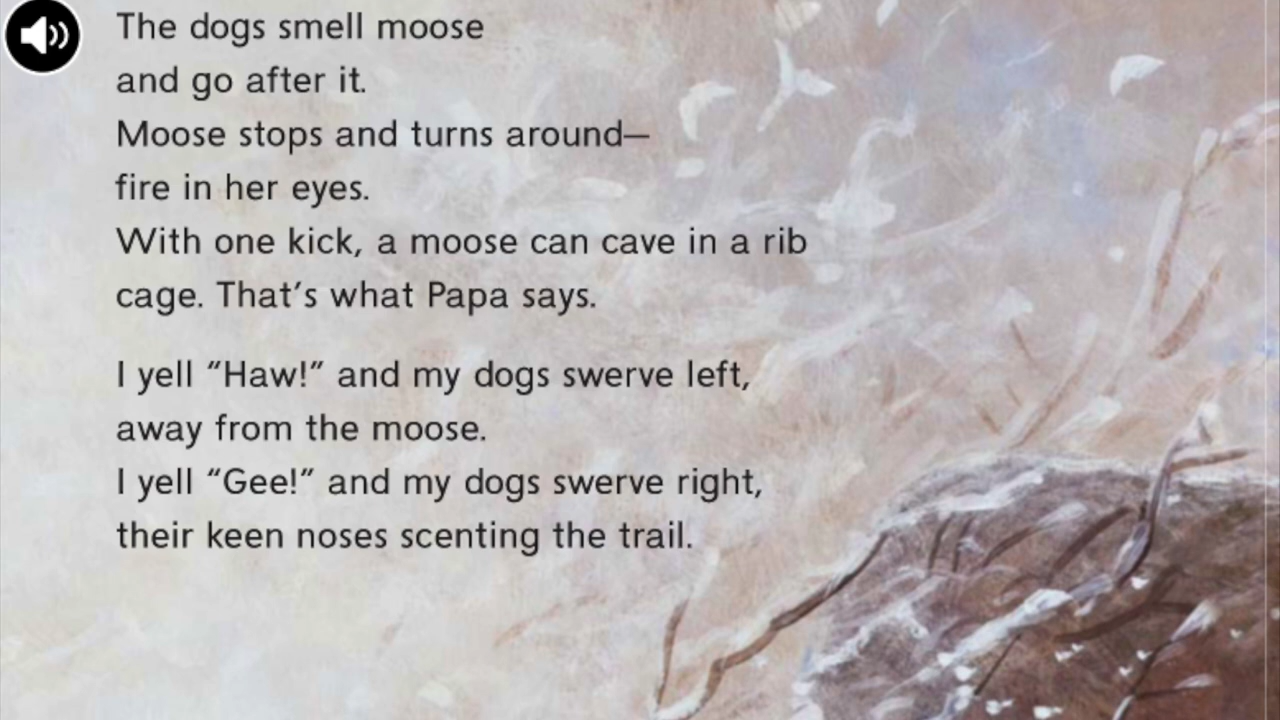 The dogs smell moose
and go after it.
Moose stops and turns around—
fire in her eyes.
With one kick, a moose can cave in a rib
cage. That’s what Papa says.
I yell “Haw!” and my dogs swerve left,
away from the moose.
I yell “Gee!” and my dogs swerve right,
their keen noses scenting the trail.